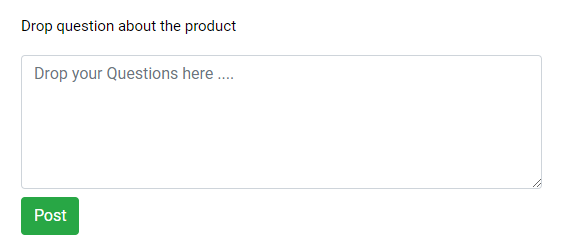 Drop question about the product
Drop your Questions here ....
Post